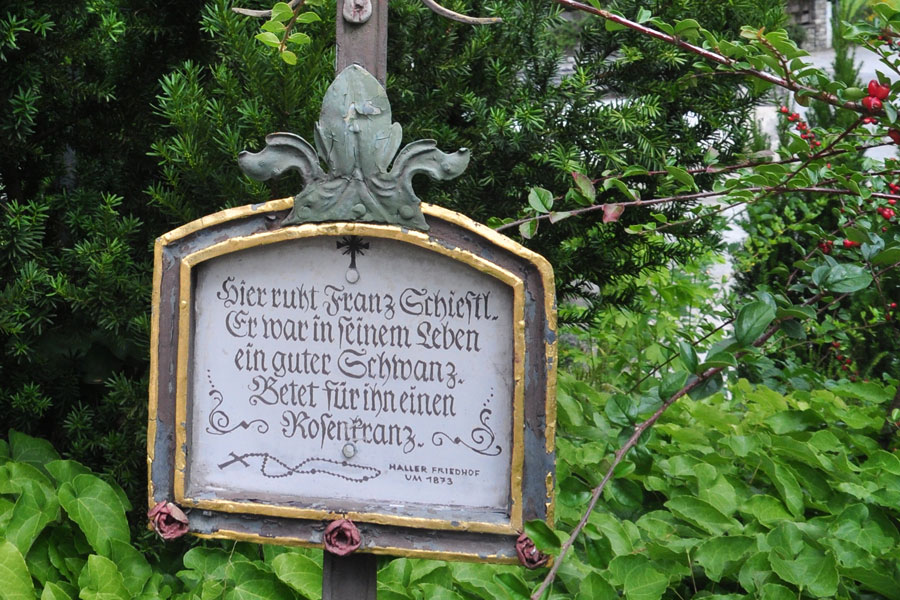 Hier ruht Franz Schiestl.
Er war in seinem Leben
ein guter Schwanz.
Betet für ihn einen
Rosenkranz.
HALLER FRIEDHOF
UM 1873